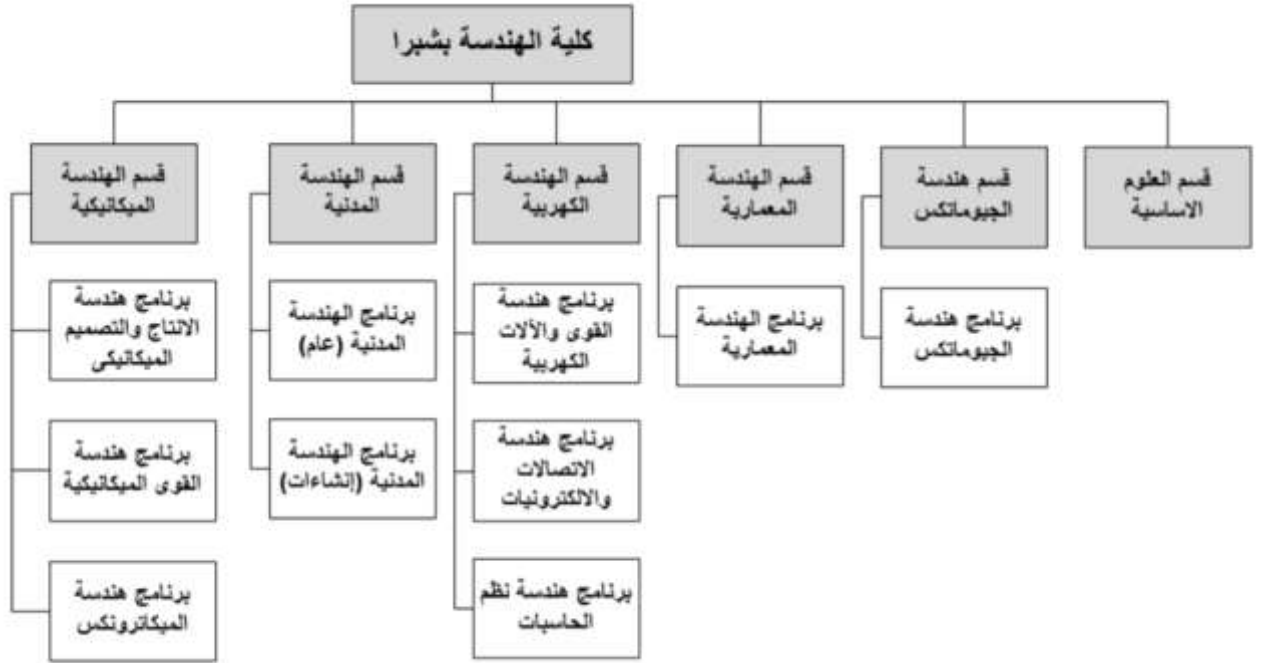 كلية الهندسة بشبرا
قسم العلوم
الاساسية
قسم هندسة
الجيوماتكس
برنامج هندسة
الجيوماتكس
قسم الهندسة
المعمارية
برنامج الهندسة
المعمارية
قسم الهندسة
الكهربية
برنامج هندسة
القوى والألات
الكهربية
برنامج هندسة
الاتصالات
والالكترونيات
برنامج هندسة نظم
الحاسبات
قسم الهندسة
المدنية
برنامج الهندسة
المدنية (عام)
برنامج الهندسة
المدنية (إنشاءات)
قسم الهندسة
الميكانيكية
برنامج هندسة
الانتاج والتصميم
الميكانيكى
برنامج هندسة
القوى الميكانيكية
برنامج هندسة
الميكاترونكس